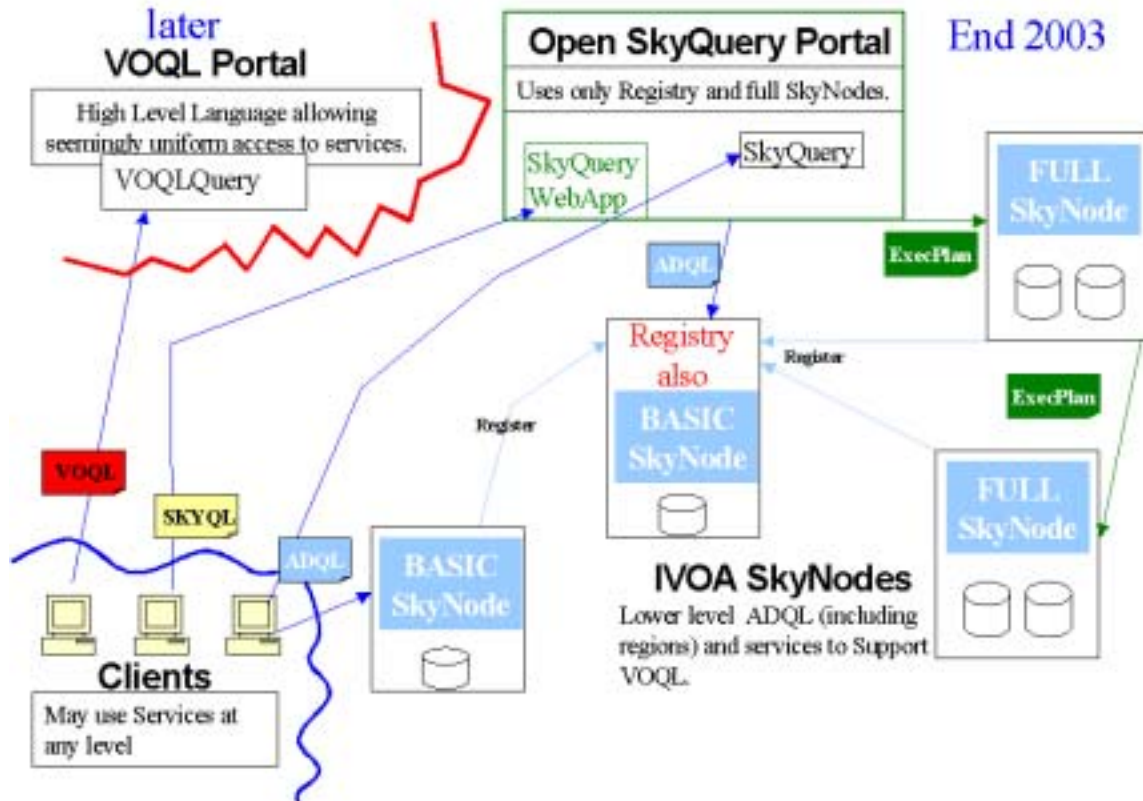 later
VOQL Portal
High Level Language allowing
seemingly uniform access to services.
VOQLQuery
Open SkyQuery Portal
Uses only Registry and full SkyNodes.
SkyQuery
WebApp
SkyQuery
End 2003
FULL
SkyNode
ExecPlan
ADQL
Registry
also
BASIC
SkyNode
Register
Register
ExecPlan
FULL
SkyNode
VOQL
SKYQL
ADQL
BASIC
SkyNode
IVOA SkyNodes
Lower level ADQL (including
regions) and services to Support
VOQL.
Clients
May use Services at
any level